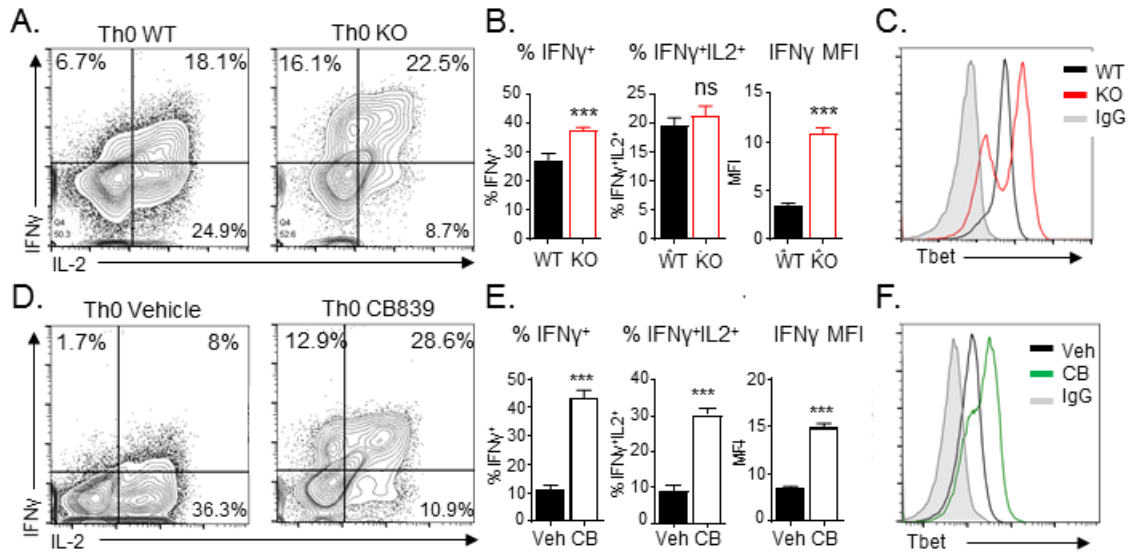 A.
Th0 WT
Th0 KO
6.7%
18.1%
24.9%
Q4
50.3
16.1%
22.5%
8.7%
Q4
52.6
IFNγ
IL-2
B.
% IFNγ⁺
% IFNγ⁺IL2⁺
IFNγ MFI
% IFNγ⁺
50
40
30
20
10
0
***
WT KO
% IFNγ⁺IL2⁺
25
20
15
10
5
0
ns
WT KO
MFI
15
10
5
0
***
WT KO
C.
WT
KO
IgG
Tbet
D.
Th0 Vehicle
Th0 CB839
1.7%
8%
36.3%
12.9%
28.6%
10.9%
IFNγ
IL-2
E.
% IFNγ⁺
% IFNγ⁺IL2⁺
IFNγ MFI
% IFNγ⁺
50
40
30
20
10
0
***
Veh CB
% IFNγ⁺IL2⁺
40
30
20
10
0
***
Veh CB
MFI
20
15
10
5
0
***
Veh CB
F.
Veh
CB
IgG
Tbet